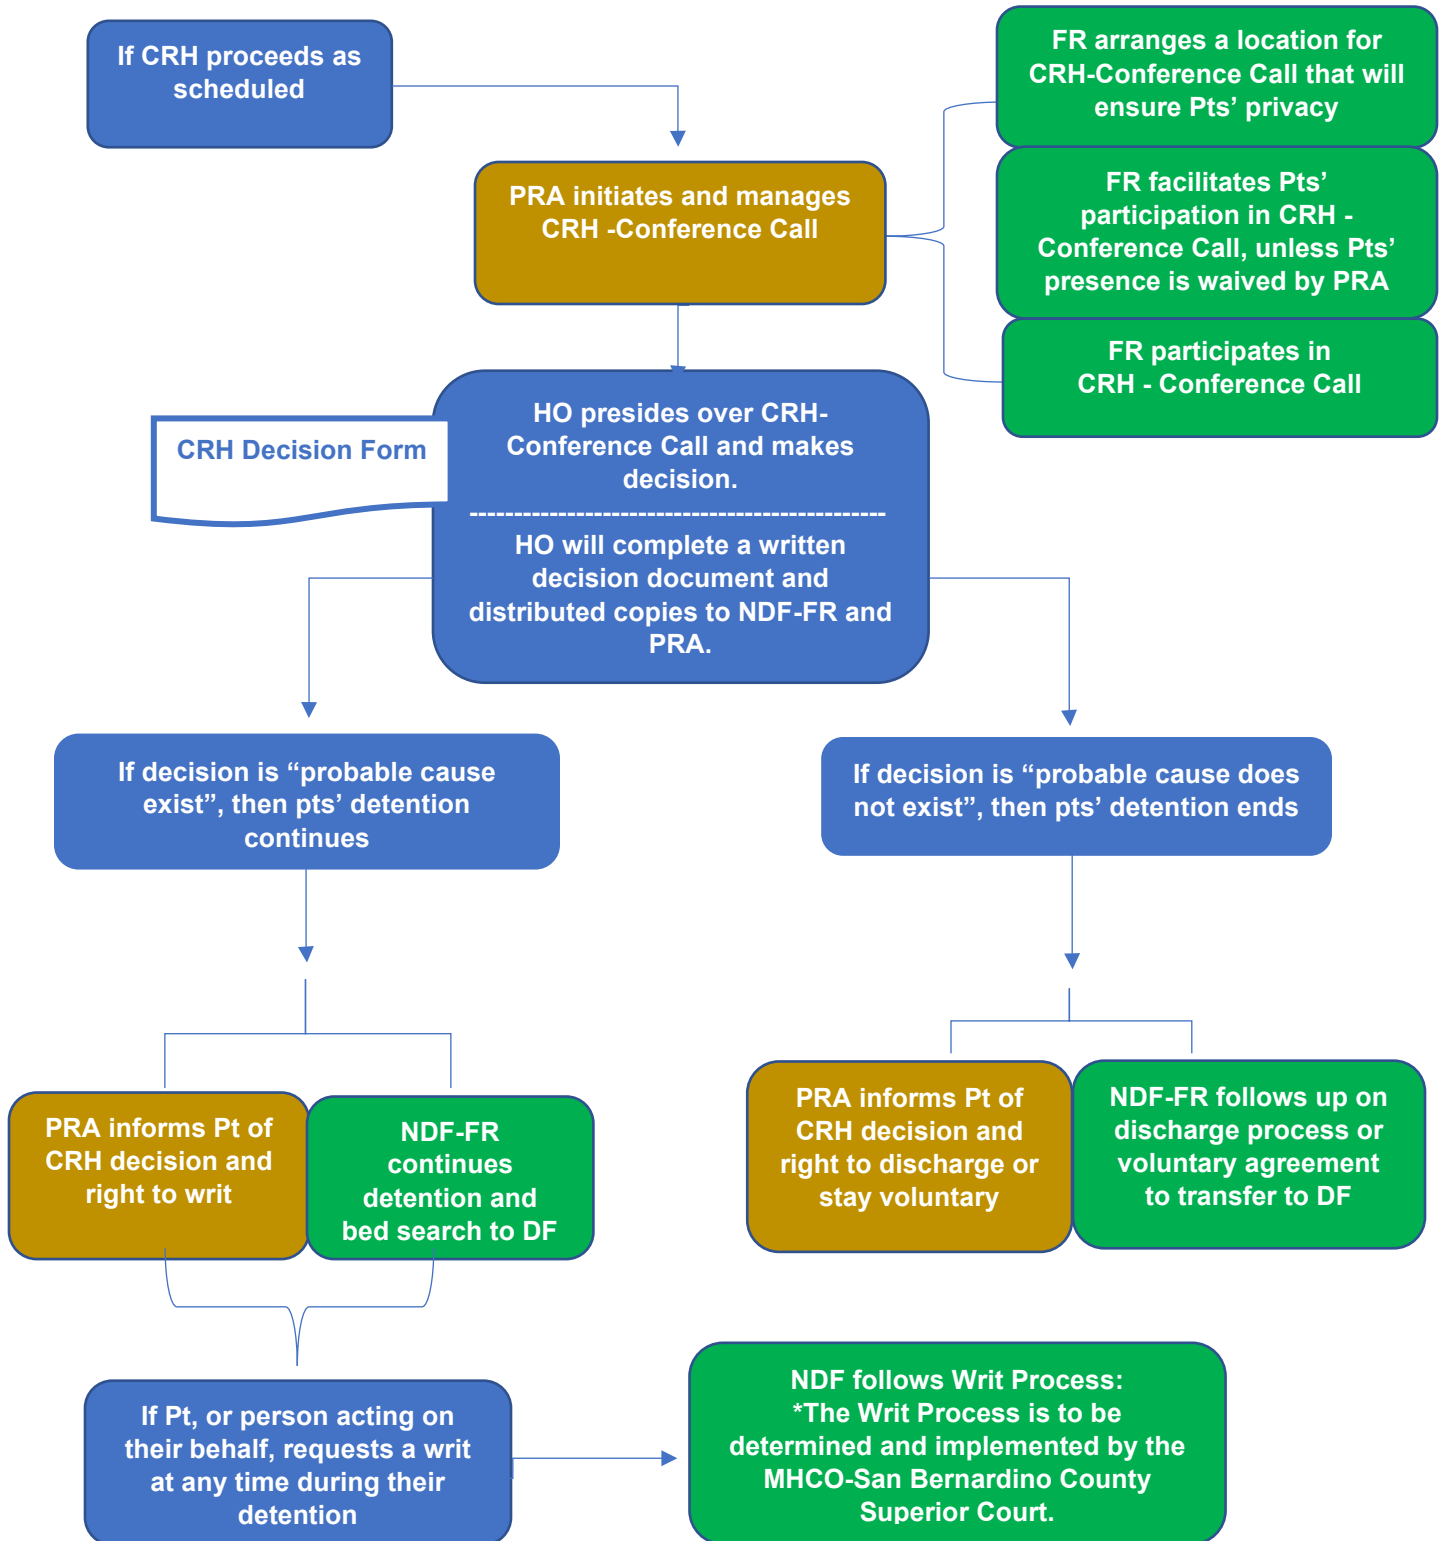 If CRH proceeds as
scheduled
FR arranges a location for
CRH-Conference Call that will
ensure Pts’ privacy
PRA initiates and manages
CRH -Conference Call
FR facilitates Pts’
participation in CRH -
Conference Call, unless Pts’
presence is waived by PRA
FR participates in
CRH - Conference Call
CRH Decision Form
HO presides over CRH-
Conference Call and makes
decision.
-----------------------------------------------
HO will complete a written
decision document and
distributed copies to NDF-FR and
PRA.
If decision is “probable cause
exist”, then pts’ detention
continues
If decision is “probable cause does
not exist”, then pts’ detention ends
PRA informs Pt of
CRH decision and
right to writ
NDF-FR
continues
detention and
bed search to DF
PRA informs Pt of
CRH decision and
right to discharge or
stay voluntary
NDF-FR follows up on
discharge process or
voluntary agreement
to transfer to DF
If Pt, or person acting on
their behalf, requests a writ
at any time during their
detention
NDF follows Writ Process:
*The Writ Process is to be
determined and implemented by the
MHCO-San Bernardino County
Superior Court.